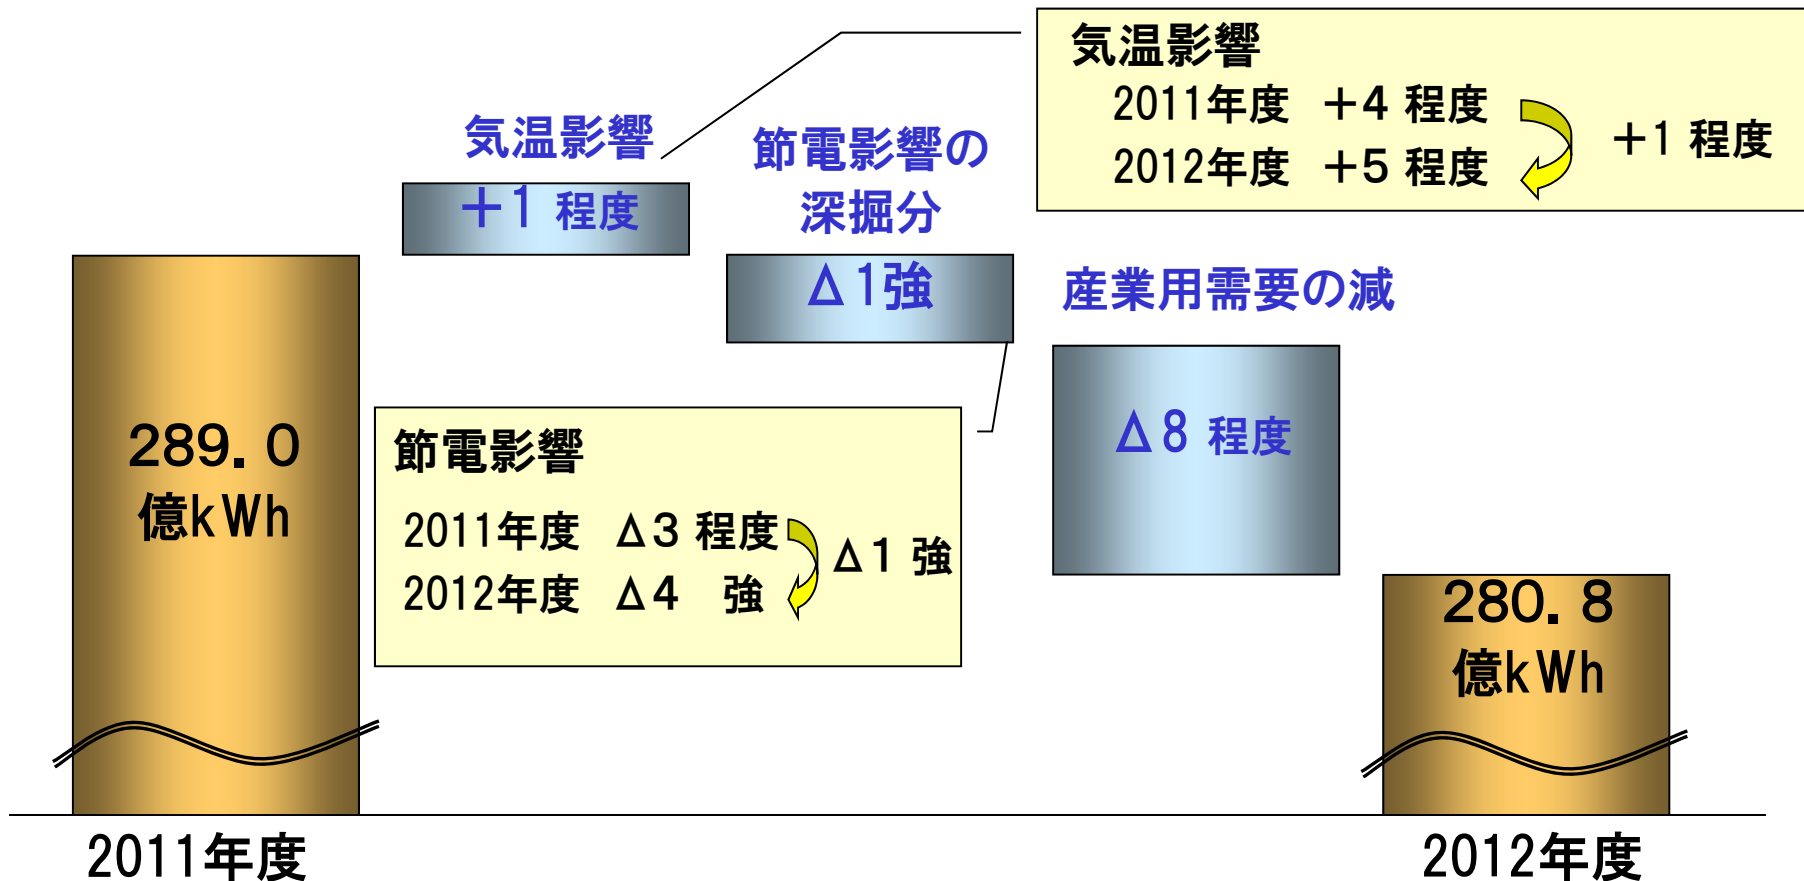 気温影響
2011年度 +4 程度
2012年度 +5 程度
+1 程度
気温影響
+1 程度
節電影響の
深掘分
Δ1強
産業用需要の減
Δ8 程度
289.0
億kWh
節電影響
2011年度 Δ3 程度
2012年度 Δ4 強
Δ1 強
280.8
億kWh
2011年度
2012年度